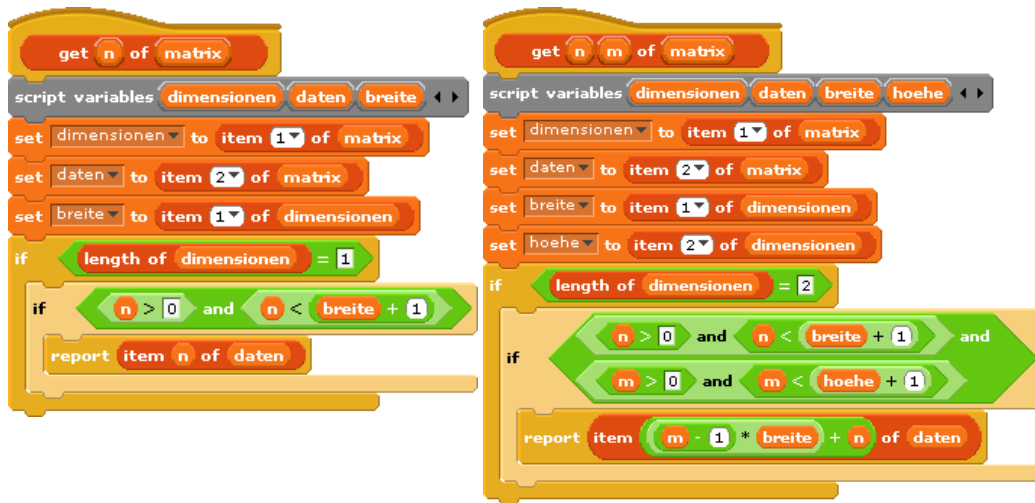 get n of matrix
script variables dimensionen daten breite
set dimensionen to item 1 of matrix
set daten to item 2 of matrix
set breite to item 1 of dimensionen
if length of dimensionen = 1
if n > 0 and n < breite + 1
report item n of daten
get n m of matrix
script variables dimensionen daten breite hoehe
set dimensionen to item 1 of matrix
set daten to item 2 of matrix
set breite to item 1 of dimensionen
set hoehe to item 2 of dimensionen
if length of dimensionen = 2
n > 0 and n < breite + 1 and
if
m > 0 and m < hoehe + 1
report item m - 1 * breite + n of daten